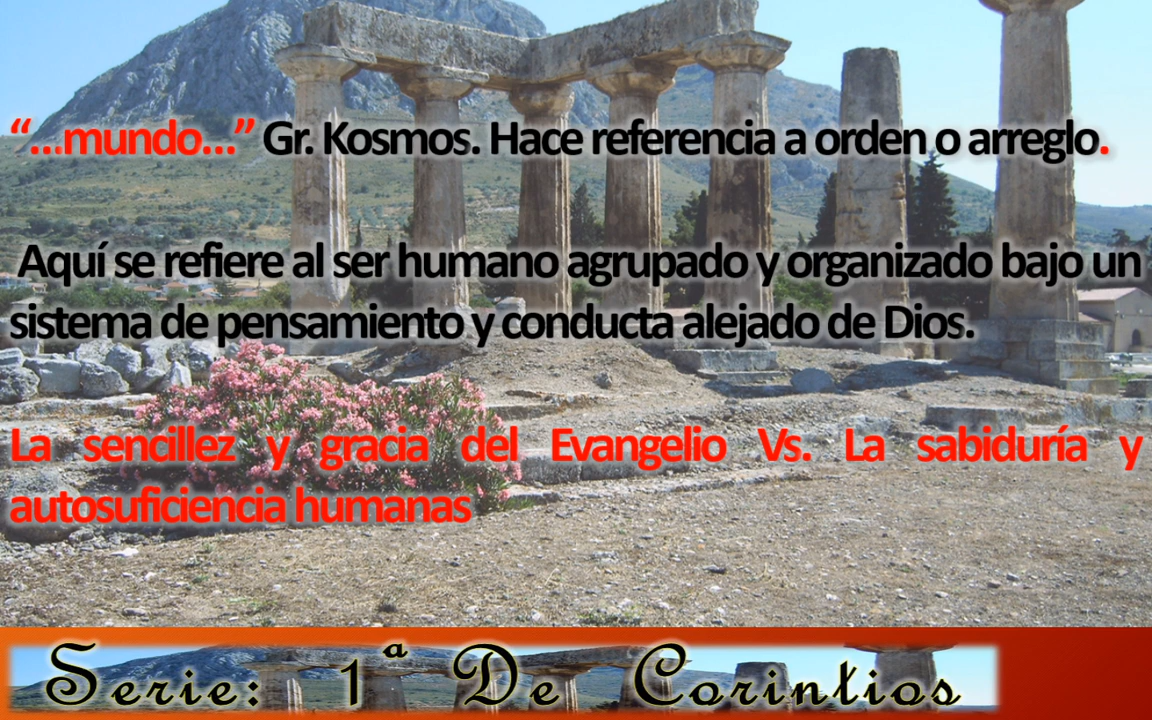 “…mundo…” Gr. Kosmos. Hace referencia a orden o arreglo.
Aquí se refiere al ser humano agrupado y organizado bajo un
sistema de pensamiento y conducta alejado de Dios.
La sencillez y gracia del Evangelio Vs. La sabiduría y
autosuficiencia humanas
Serie: 1ª De Corintios